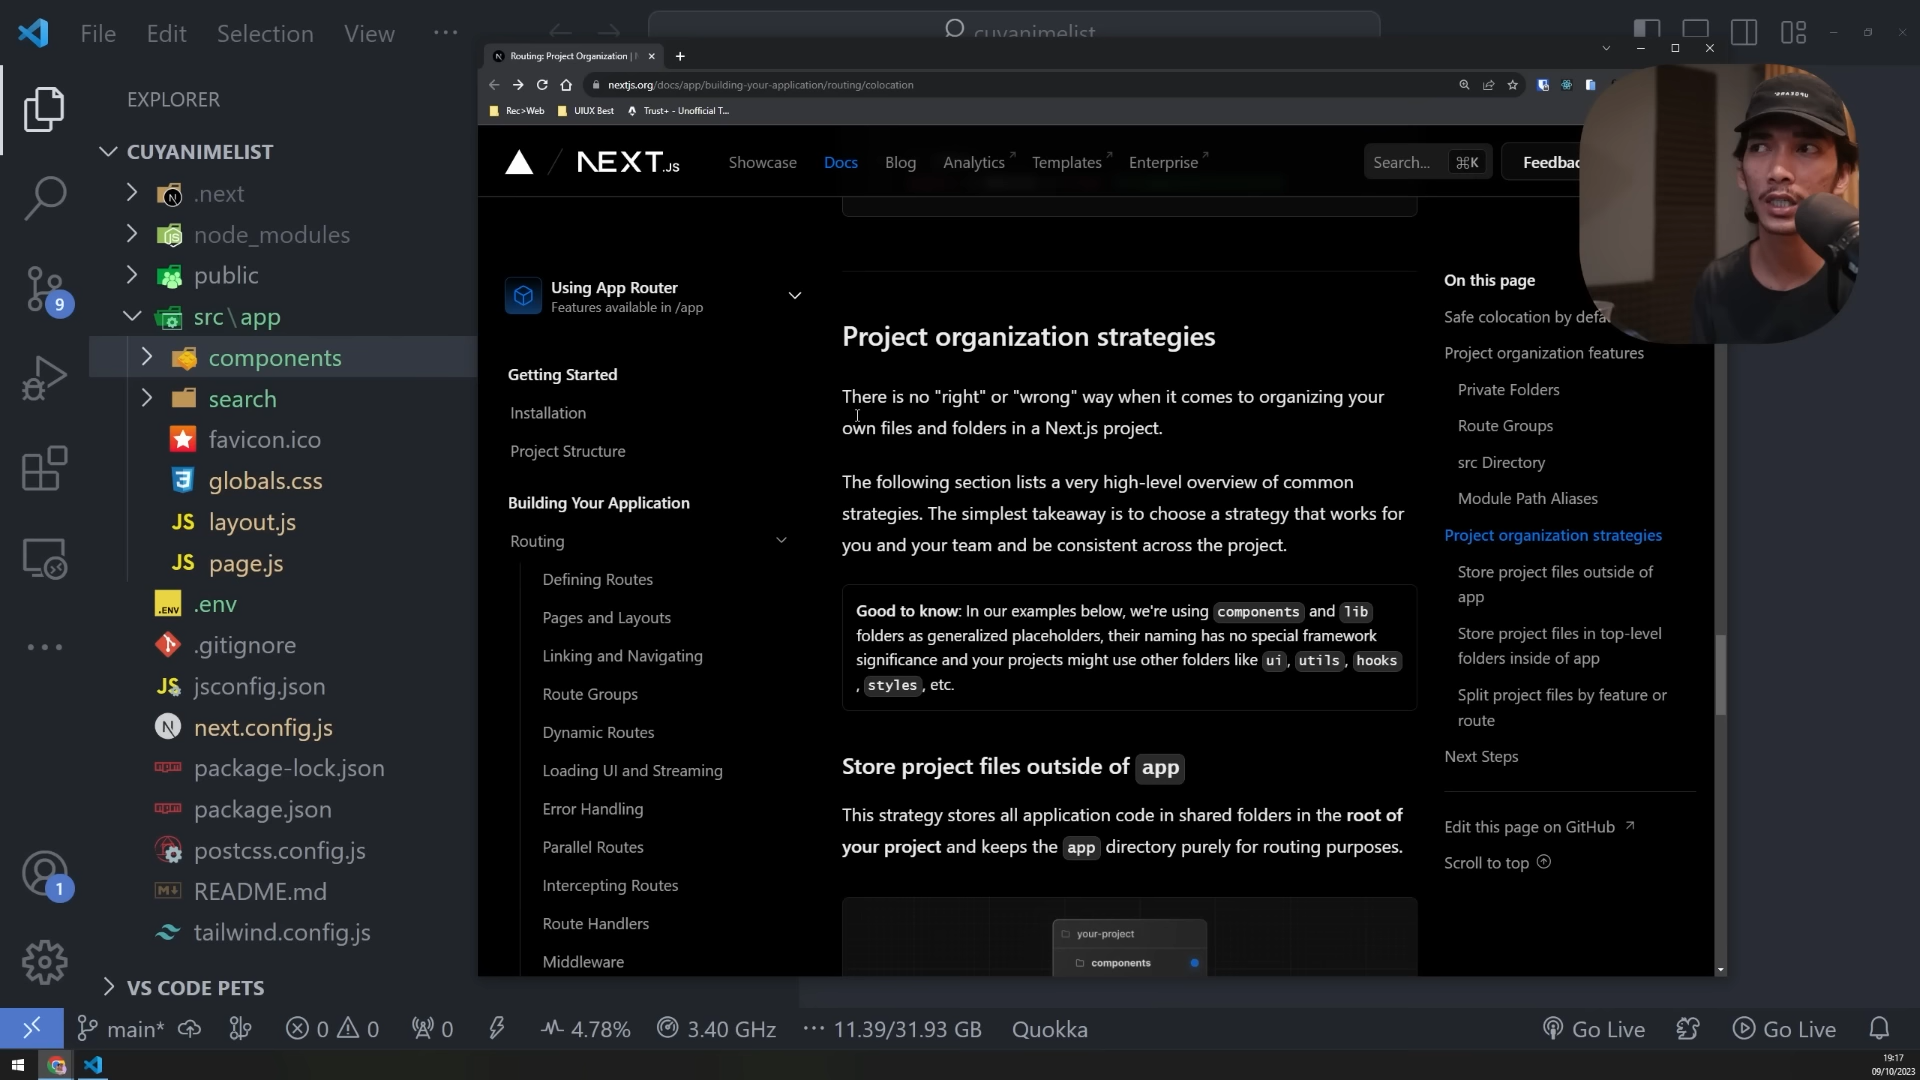 File Edit Selection View
cuyanimelist
EXPLORER
CUYANIMELIST
.next
node_modules
public
src\app
components
search
favicon.ico
globals.css
JS layout.js
JS page.js
.ENV .env
.gitignore
JS jsconfig.json
N next.config.js
package-lock.json
package.json
postcss.config.js
README.md
tailwind.config.js
VS CODE PETS
9
1
Routing: Project Organization |
nextjs.org/docs/app/building-your-application/routing/colocation
Rec>Web UIUX Best Trust+ - Unofficial T...
NEXT.JS Showcase Docs Blog Analytics Templates Enterprise Search... ⌘K Feedbac
Using App Router
Features available in /app
Getting Started
Installation
Project Structure
Building Your Application
Routing
Defining Routes
Pages and Layouts
Linking and Navigating
Route Groups
Dynamic Routes
Loading UI and Streaming
Error Handling
Parallel Routes
Intercepting Routes
Route Handlers
Middleware
Project organization strategies
There is no "right" or "wrong" way when it comes to organizing your
own files and folders in a Next.js project.
The following section lists a very high-level overview of common
strategies. The simplest takeaway is to choose a strategy that works for
you and your team and be consistent across the project.
Good to know: In our examples below, we're using components and lib
folders as generalized placeholders, their naming has no special framework
significance and your projects might use other folders like ui, utils, hooks
, styles, etc.
Store project files outside of app
This strategy stores all application code in shared folders in the root of
your project and keeps the app directory purely for routing purposes.
your-project
components
On this page
Safe colocation by defa
Project organization features
Private Folders
Route Groups
src Directory
Module Path Aliases
Project organization strategies
Store project files outside of
app
Store project files in top-level
folders inside of app
Split project files by feature or
route
Next Steps
Edit this page on GitHub
Scroll to top
main* 0 0 0 4.78% 3.40 GHz 11.39/31.93 GB Quokka Go Live Go Live
19:17
09/10/2023